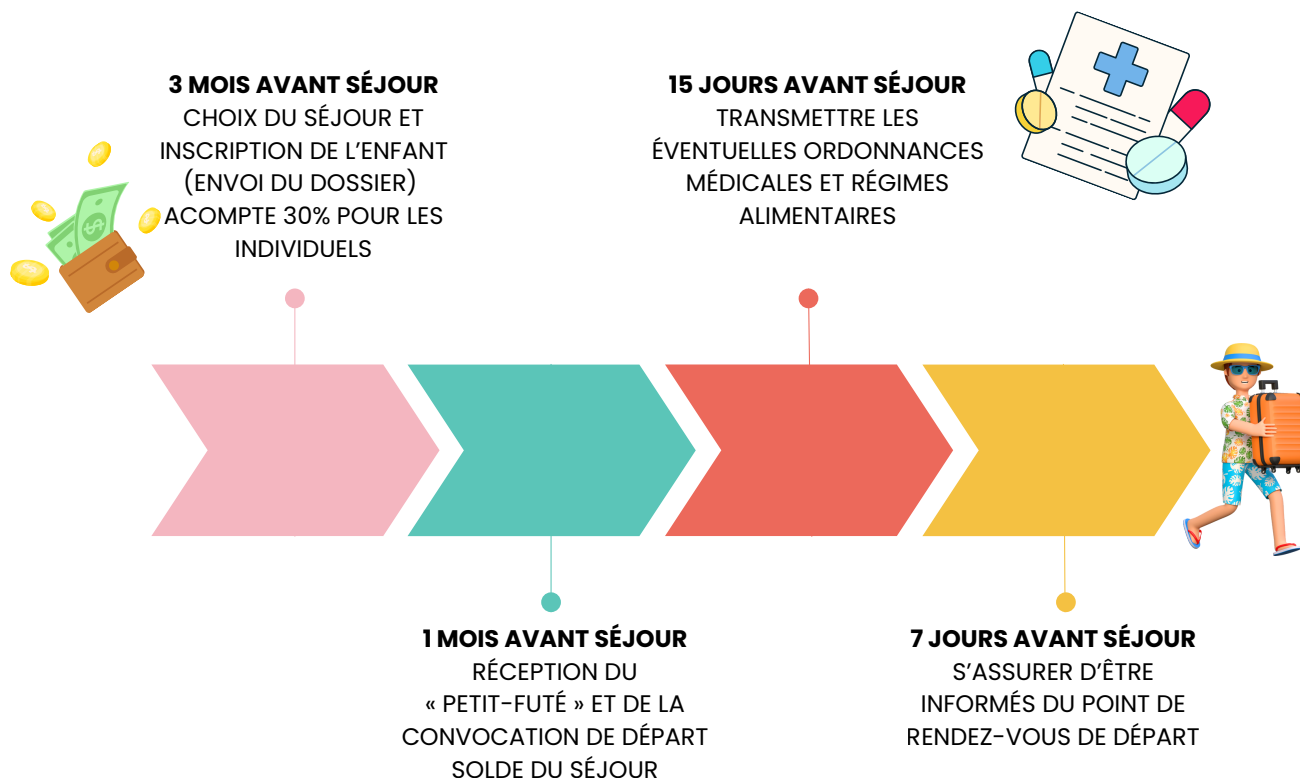 3 MOIS AVANT SÉJOUR
CHOIX DU SÉJOUR ET
INSCRIPTION DE L’ENFANT
(ENVOI DU DOSSIER)
ACOMPTE 30% POUR LES
INDIVIDUELS
15 JOURS AVANT SÉJOUR
TRANSMETTRE LES
ÉVENTUELLES ORDONNANCES
MÉDICALES ET RÉGIMES
ALIMENTAIRES
1 MOIS AVANT SÉJOUR
RÉCEPTION DU
« PETIT-FUTÉ » ET DE LA
CONVOCATION DE DÉPART
SOLDE DU SÉJOUR
7 JOURS AVANT SÉJOUR
S’ASSURER D’ÊTRE
INFORMÉS DU POINT DE
RENDEZ-VOUS DE DÉPART